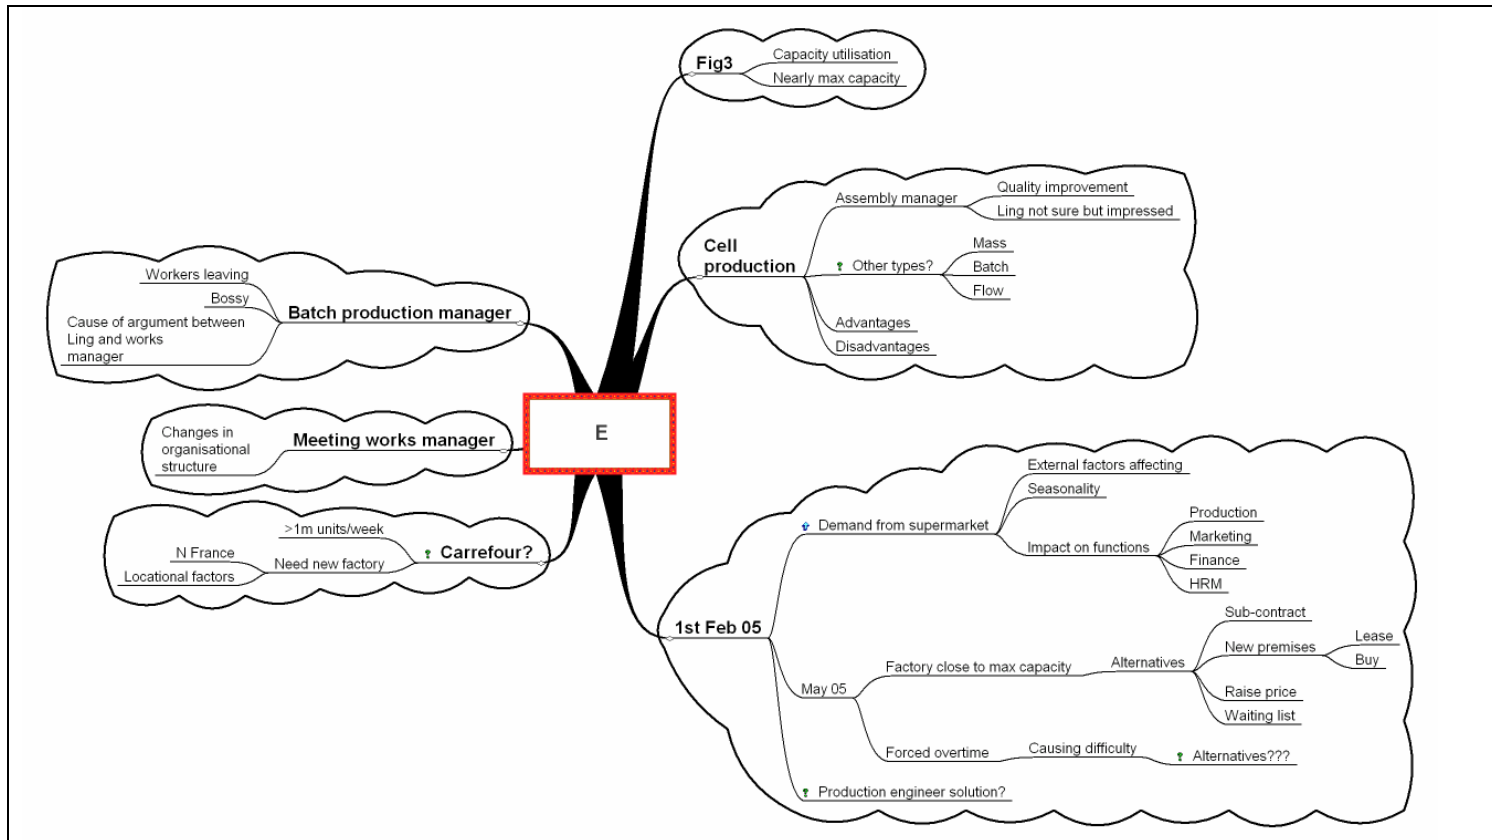 Fig3
Capacity utilisation
Nearly max capacity
Cell
production
Assembly manager
Quality improvement
Ling not sure but impressed
Other types?
Mass
Batch
Flow
Advantages
Disadvantages
Workers leaving
Bossy
Cause of argument between
Ling and works
manager
Batch production manager
Changes in
organisational
structure
Meeting works manager
E
>1m units/week
N France
Locational factors
Need new factory
Carrefour?
1st Feb 05
Demand from supermarket
External factors affecting
Seasonality
Impact on functions
Production
Marketing
Finance
HRM
May 05
Factory close to max capacity
Alternatives
Sub-contract
New premises
Lease
Buy
Raise price
Waiting list
Forced overtime
Causing difficulty
Alternatives???
Production engineer solution?